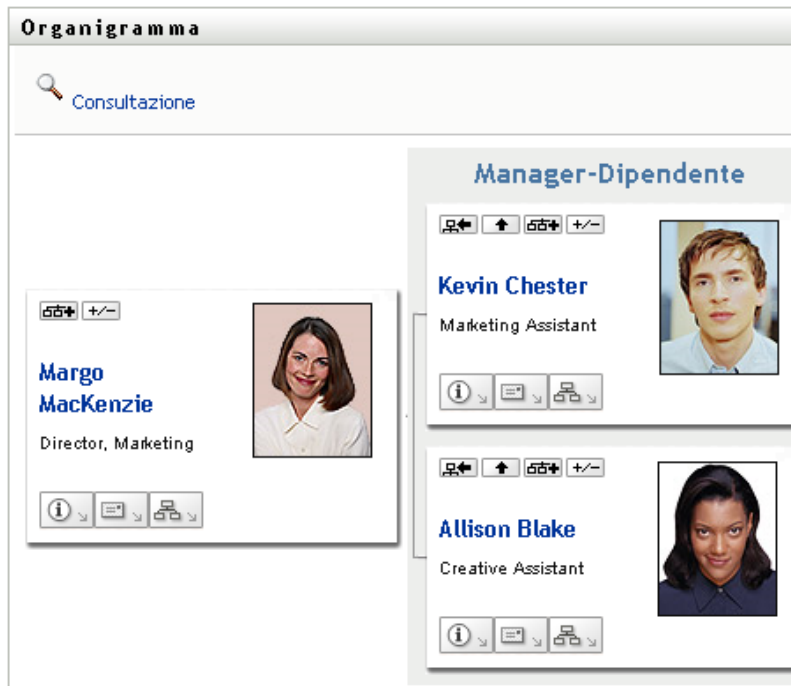 Organigramma
Consultazione
Manager-Dipendente
Margo
MacKenzie
Director, Marketing
+/-
Kevin Chester
Marketing Assistant
+/-
Allison Blake
Creative Assistant
+/-